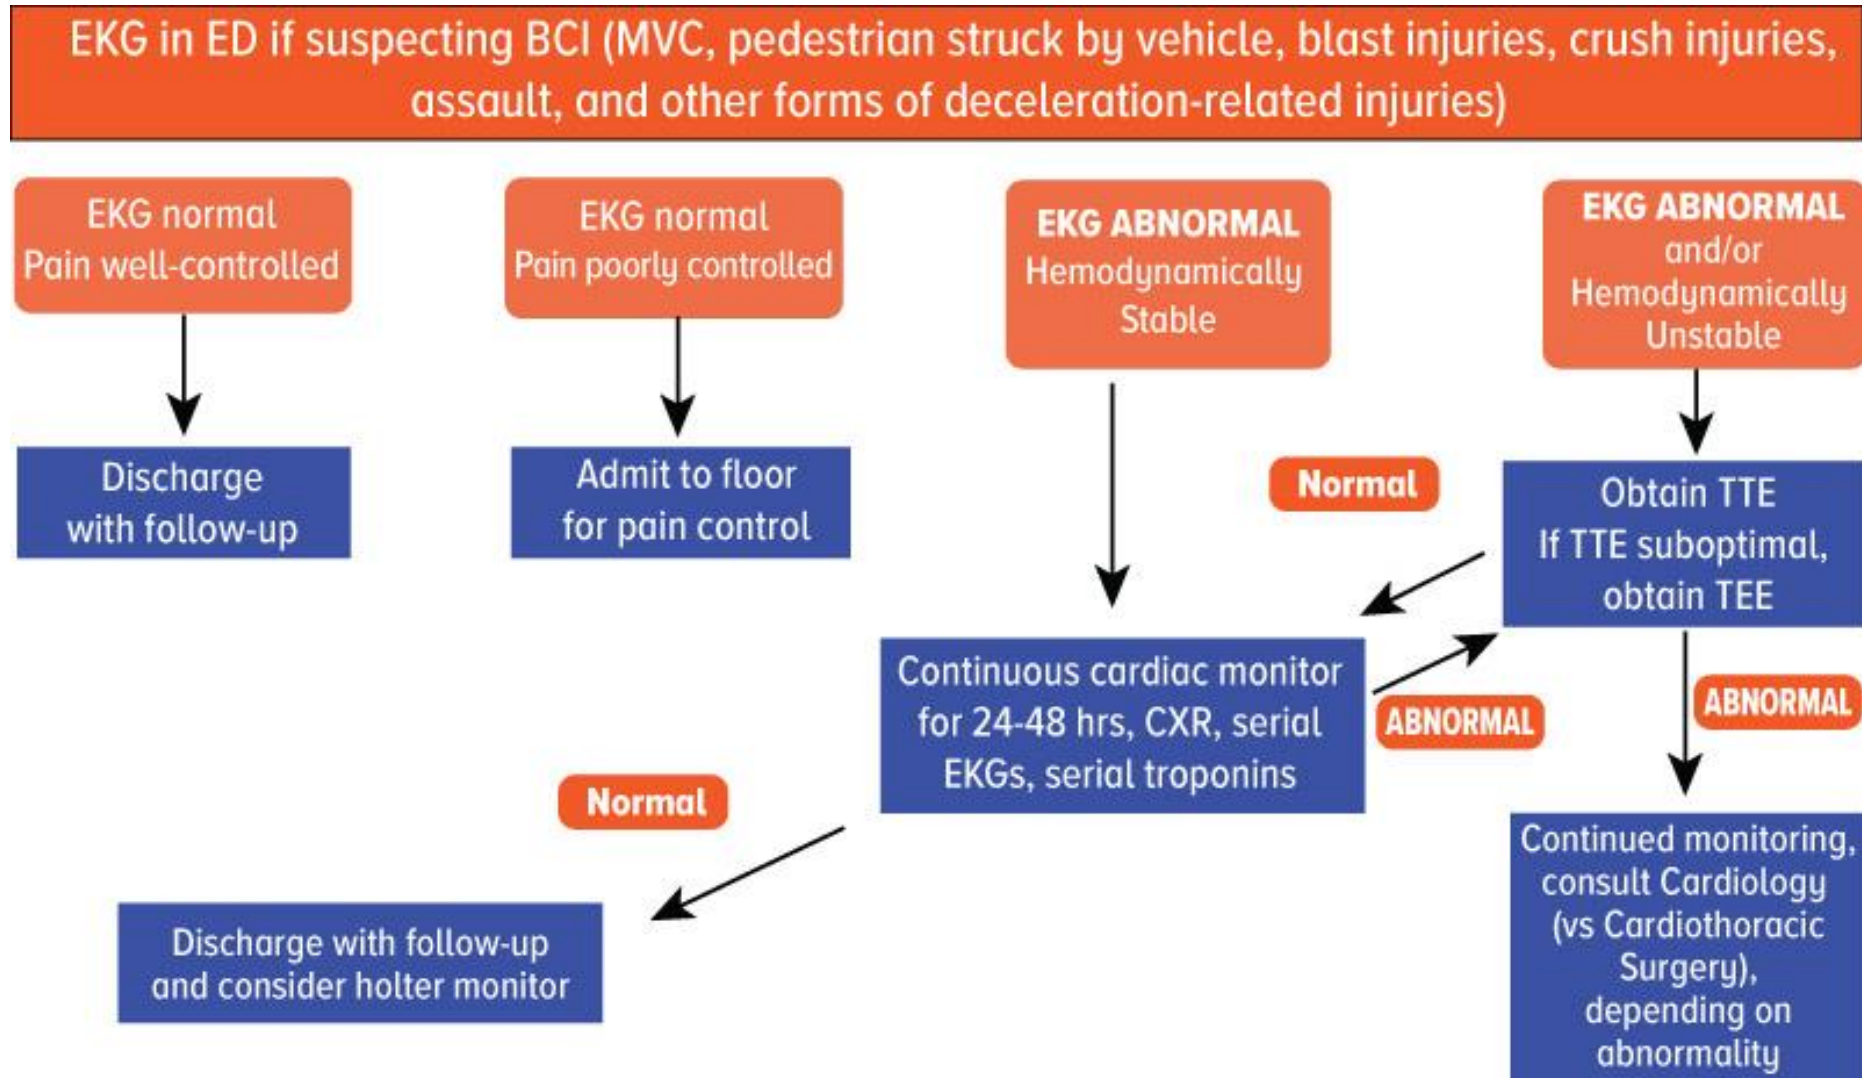 EKG in ED if suspecting BCI (MVC, pedestrian struck by vehicle, blast injuries, crush injuries,
assault, and other forms of deceleration-related injuries)
EKG normal
Pain well-controlled
EKG normal
Pain poorly controlled
EKG ABNORMAL
Hemodynamically
Stable
EKG ABNORMAL
and/or
Hemodynamically
Unstable
Discharge
with follow-up
Admit to floor
for pain control
Normal
Obtain TTE
If TTE suboptimal,
obtain TEE
Continuous cardiac monitor
for 24-48 hrs, CXR, serial
EKGs, serial troponins
ABNORMAL
ABNORMAL
Normal
Discharge with follow-up
and consider holter monitor
Continued monitoring,
consult Cardiology
(vs Cardiothoracic
Surgery),
depending on
abnormality